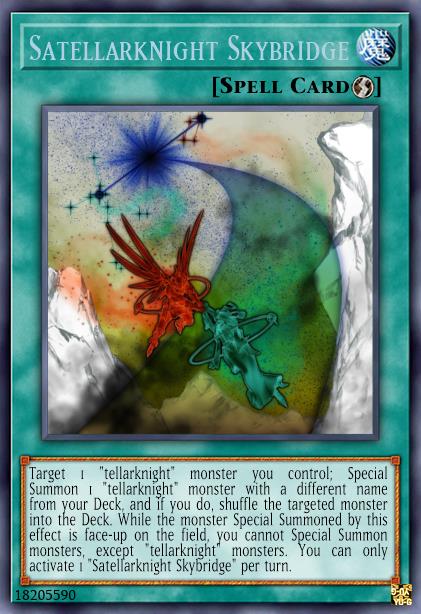 SATELLARKNIGHT SKYBRIDGE
魔
[SPELL CARD]
Target 1 "tellarknight" monster you control; Special
Summon 1 "tellarknight" monster with a different name
from your Deck, and if you do, shuffle the targeted monster
into the Deck. While the monster Special Summoned by this
effect is face-up on the field, you cannot Special Summon
monsters, except "tellarknight" monsters. You can only
activate 1 "Satellarknight Skybridge" per turn.
18205590